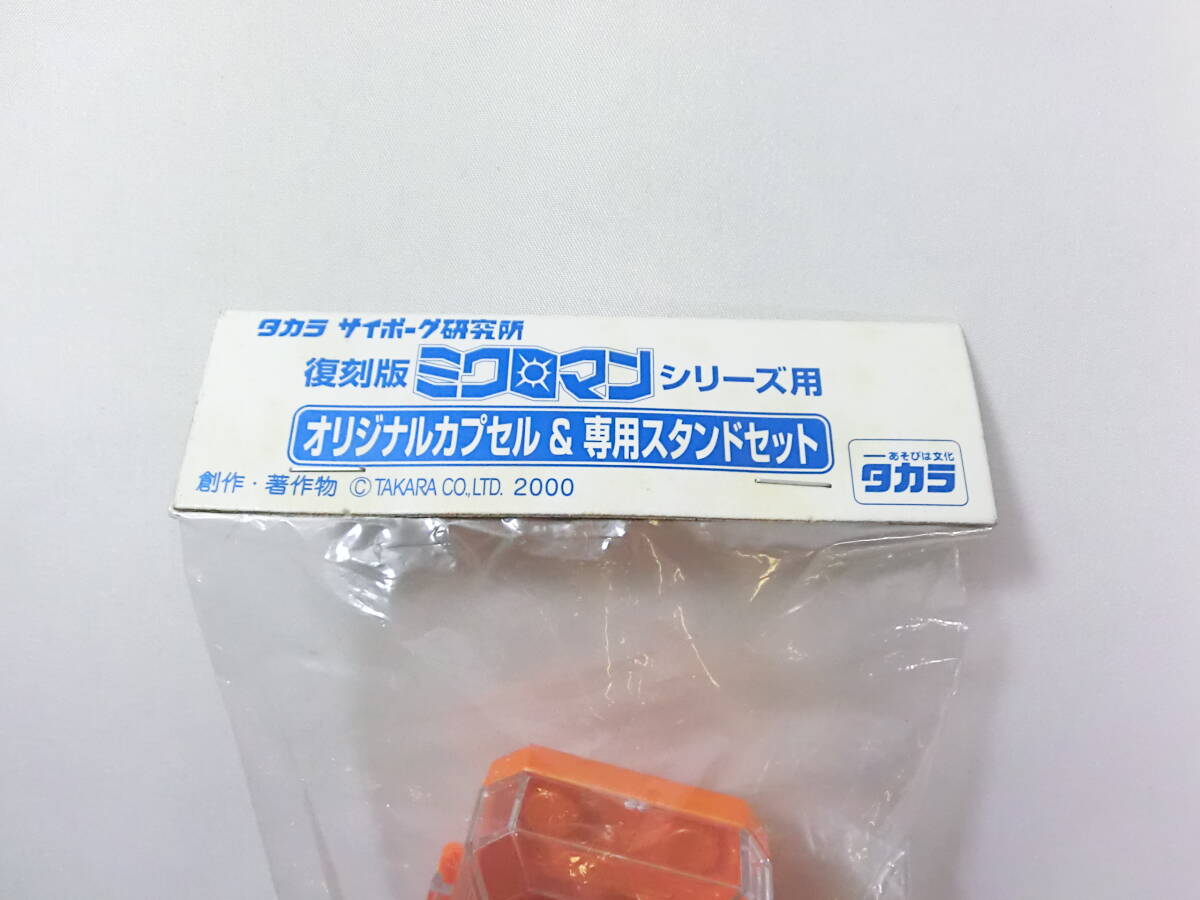 タカラ サイボーグ研究所
復刻版 ミクロマン シリーズ用
オリジナルカプセル & 専用スタンドセット
創作・著作物 ©TAKARA CO.,LTD. 2000
あそびは文化
タカラ